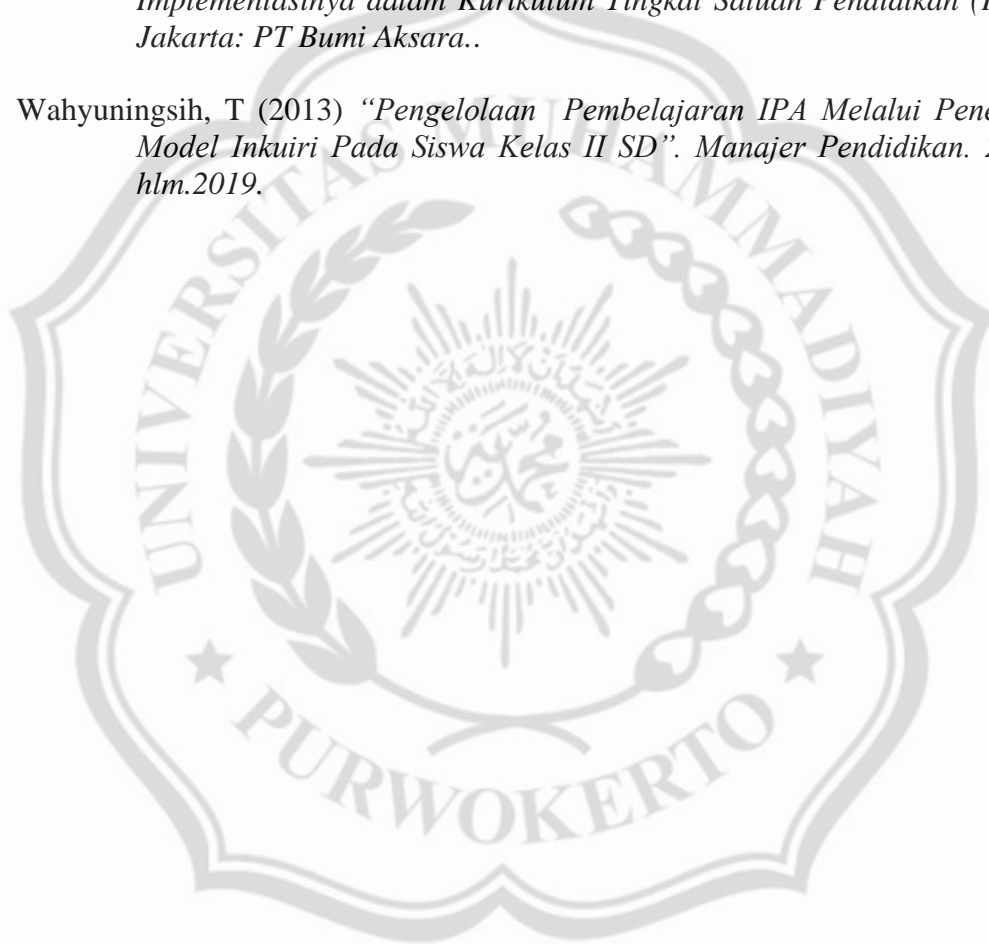 Implementasinya dalam Kurikulum Tingkat Satuan Pendidikan
Jakarta: PT Bumi Aksara..
Wahyuningsih, T (2013) “Pengelolaan Pembelajaran IPA Melalui
Model Inkuiri Pada Siswa Kelas II SD”. Manajer Pendidikan.
hlm.2019.
UNIVERSITAS MUHAMMADIYAH
PURWOKERTO